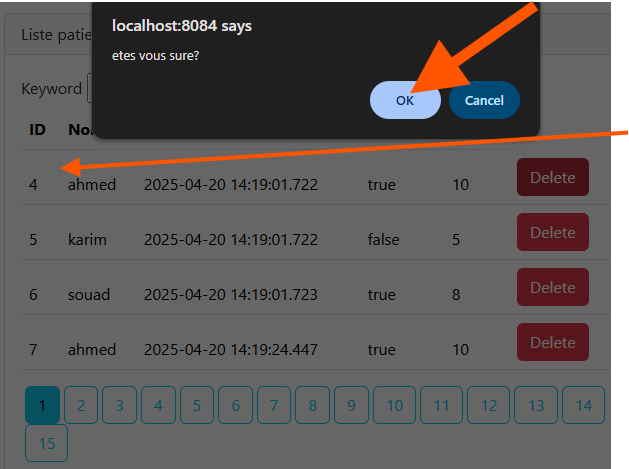 localhost:8084 says
etes vous sure?
OK Cancel
Liste patie
Keyword
ID Nom
4 ahmed 2025-04-20 14:19:01.722 true 10 Delete
5 karim 2025-04-20 14:19:01.722 false 5 Delete
6 souad 2025-04-20 14:19:01.723 true 8 Delete
7 ahmed 2025-04-20 14:19:24.447 true 10 Delete
1 2 3 4 5 6 7 8 9 10 11 12 13 14
15